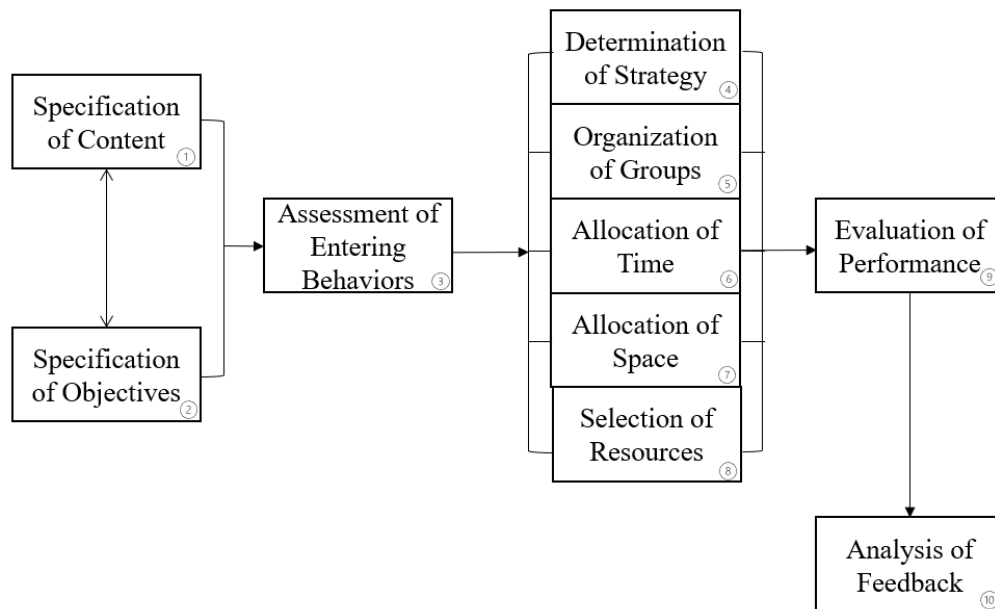 Specification
of Content
1
Specification
of Objectives
2
Assessment of
Entering
Behaviors
3
Determination
of Strategy
4
Organization
of Groups
5
Allocation of
Time
6
Allocation of
Space
7
Selection of
Resources
8
Evaluation of
Performance
9
Analysis of
Feedback
10